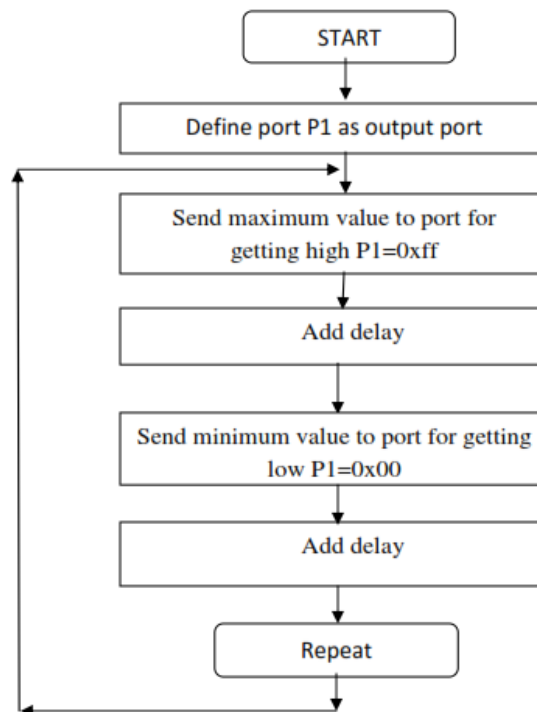 START
Define port P1 as output port
Send maximum value to port for
getting high P1=0xff
Add delay
Send minimum value to port for getting
low P1=0x00
Add delay
Repeat